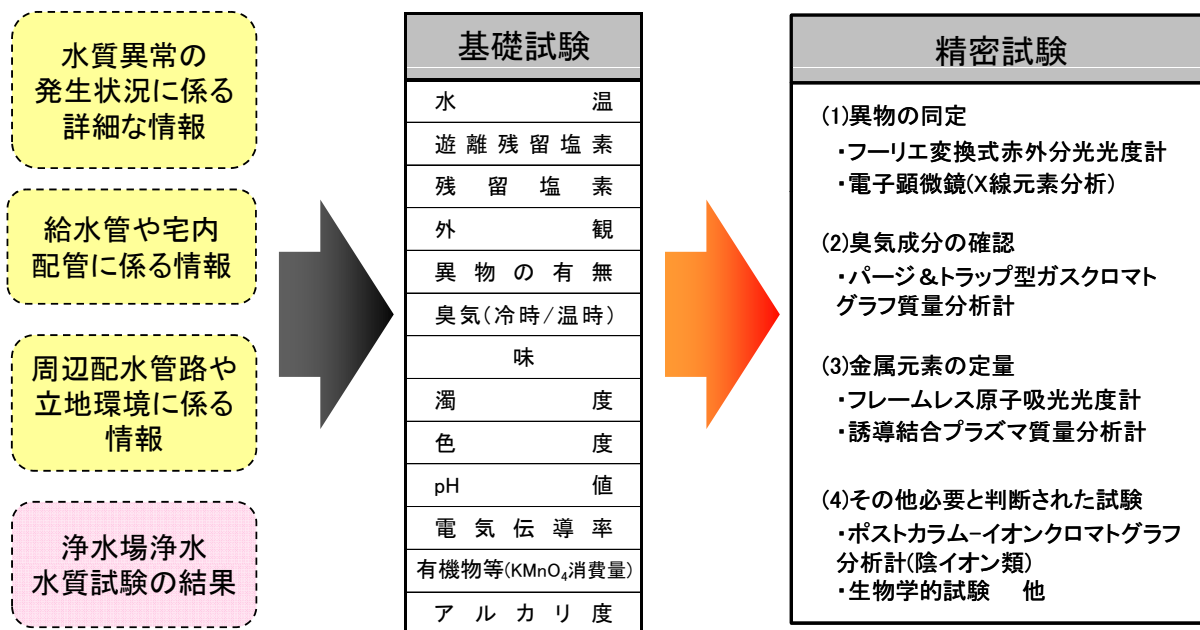 水質異常の
発生状況に係る
詳細な情報
給水管や宅内
配管に係る情報
周辺配水管路や
立地環境に係る
情報
浄水場浄水
水質試験の結果
基礎試験
水温
遊離残留塩素
残留塩素
外観
異物の有無
臭気(冷時/温時)
味
濁度
色度
pH値
電気伝導率
有機物等(KMnO₄消費量)
アルカリ度
精密試験
(1)異物の同定
・フーリエ変換式赤外分光光度計
・電子顕微鏡(X線元素分析)
(2)臭気成分の確認
・パージ＆トラップ型ガスクロマト
グラフ質量分析計
(3)金属元素の定量
・フレームレス原子吸光光度計
・誘導結合プラズマ質量分析計
(4)その他必要と判断された試験
・ポストカラム−イオンクロマトグラフ
分析計(陰イオン類)
・生物学的試験　他